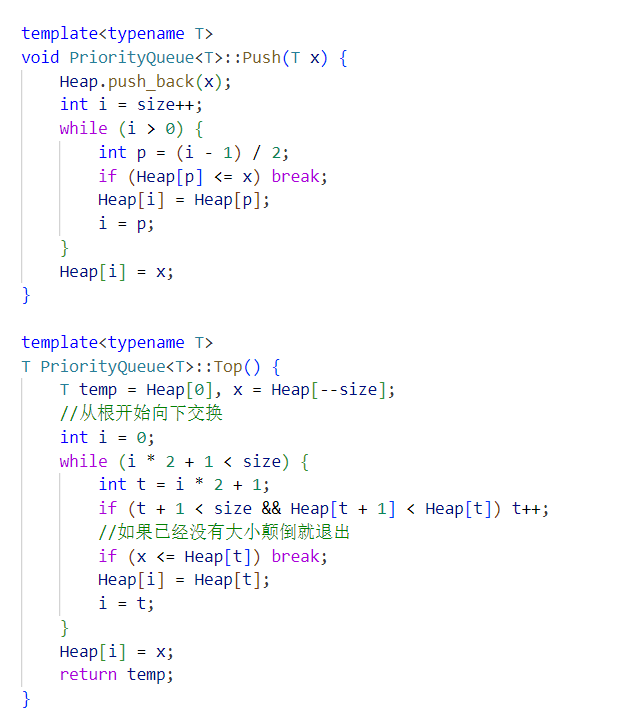 template<typename T>
void PriorityQueue<T>::Push(T x) {
    Heap.push_back(x);
    int i = size++;
    while (i > 0) {
        int p = (i - 1) / 2;
        if (Heap[p] <= x) break;
        Heap[i] = Heap[p];
        i = p;
    }
    Heap[i] = x;
}

template<typename T>
T PriorityQueue<T>::Top() {
    T temp = Heap[0], x = Heap[--size];
    //从根开始向下交换
    int i = 0;
    while (i * 2 + 1 < size) {
        int t = i * 2 + 1;
        if (t + 1 < size && Heap[t + 1] < Heap[t]) t++;
        //如果已经没有大小颠倒就退出
        if (x <= Heap[t]) break;
        Heap[i] = Heap[t];
        i = t;
    }
    Heap[i] = x;
    return temp;
}